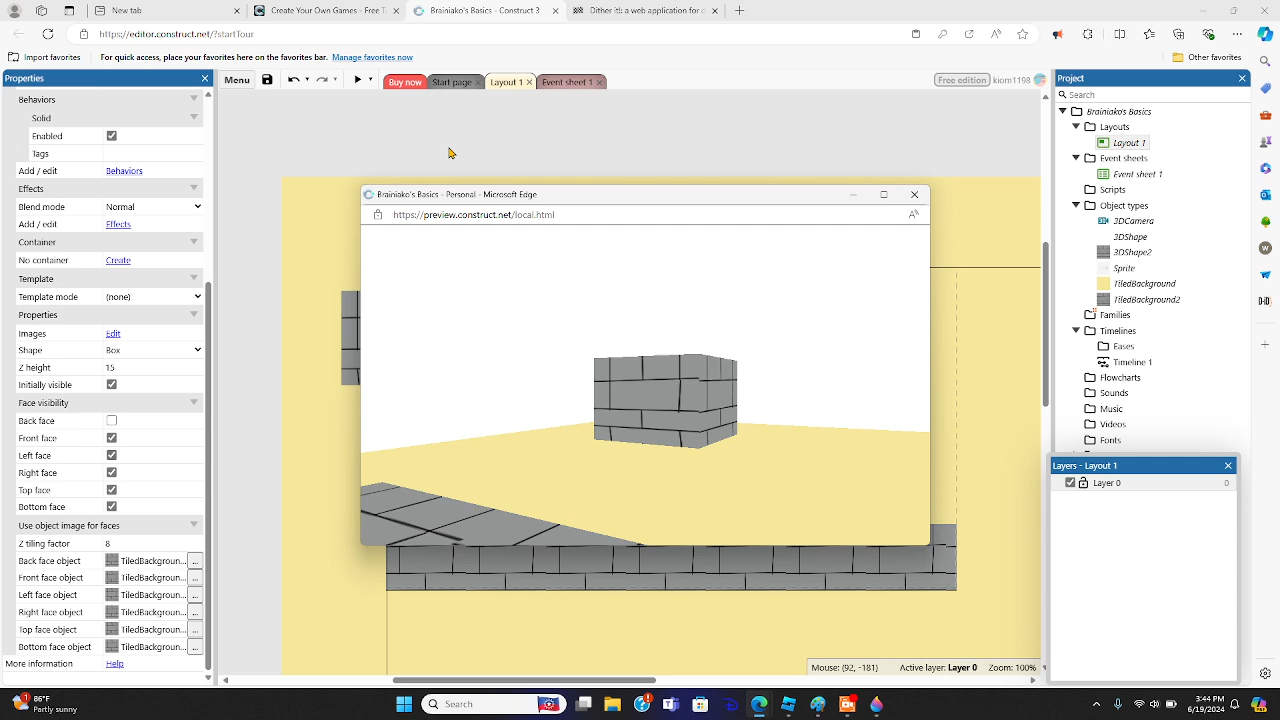 New tab
Create Your Own Games - Free T
Brainiako's Basics - Construct 3
Dither it!: a web application for c
https://editor.construct.net/?startTour
Import favorites
For quick access, place your favorites here on the favorites bar. Manage favorites now
Other favorites
Properties
Behaviors
Solid
Enabled
Tags
Add / edit Behaviors
Effects
Blend mode Normal
Add / edit Effects
Container
No container Create
Template
Template mode (none)
Properties
Images Edit
Shape Box
Z height 15
Initially visible
Face visibility
Back face
Front face
Left face
Right face
Top face
Bottom face
Use object image for faces
Z tiling factor 8
Back face object TiledBackgroun... ...
Front face object TiledBackgroun... ...
Left face object TiledBackgroun... ...
Right face object TiledBackgroun... ...
Top face object TiledBackgroun... ...
Bottom face object TiledBackgroun... ...
More information Help
Menu
Buy now
Start page
Layout 1
Event sheet 1
Free edition
kiom1198
Brainiako's Basics - Personal - Microsoft Edge
https://preview.construct.net/local.html
Mouse: (92, -181) Active layer: Layer 0 Zoom: 100%
Project
Search
Brainiako's Basics
Layouts
Layout 1
Event sheets
Event sheet 1
Scripts
Object types
3DCamera
3DShape
3DShape2
Sprite
TiledBackground
TiledBackground2
Families
Timelines
Eases
Timeline 1
Flowcharts
Sounds
Music
Videos
Fonts
Layers - Layout 1
Layer 0 0
86°F
Partly sunny
Search
3:44 PM
6/19/2024